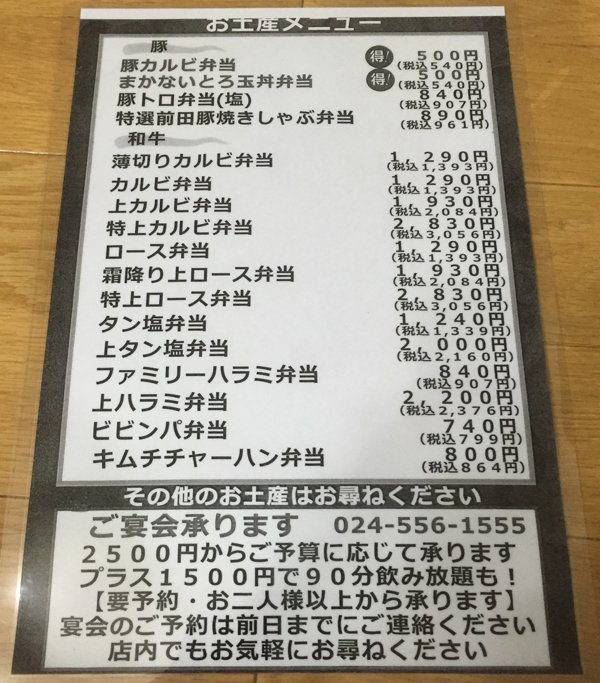 お土産メニュー
豚
豚カルビ弁当 得! 500円
(税込540円)
まかないとろ玉丼弁当 得! 500円
(税込540円)
豚トロ弁当(塩) 840円
(税込907円)
特選前田豚焼きしゃぶ弁当 890円
(税込961円)
和牛
薄切りカルビ弁当 1,290円
(税込1,393円)
カルビ弁当 1,290円
(税込1,393円)
上カルビ弁当 1,930円
(税込2,084円)
特上カルビ弁当 2,830円
(税込3,056円)
ロース弁当 1,290円
(税込1,393円)
霜降り上ロース弁当 1,930円
(税込2,084円)
特上ロース弁当 2,830円
(税込3,056円)
タン塩弁当 1,240円
(税込1,339円)
上タン塩弁当 2,000円
(税込2,160円)
ファミリーハラミ弁当 840円
(税込907円)
上ハラミ弁当 2,200円
(税込2,376円)
ビビンパ弁当 740円
(税込799円)
キムチチャーハン弁当 800円
(税込864円)
その他のお土産はお尋ねください
ご宴会承ります 024-556-1555
2500円からご予算に応じて承ります
プラス1500円で90分飲み放題も!
【要予約・お二人様以上から承ります】
宴会のご予約は前日までにご連絡ください
店内でもお気軽にお尋ねください